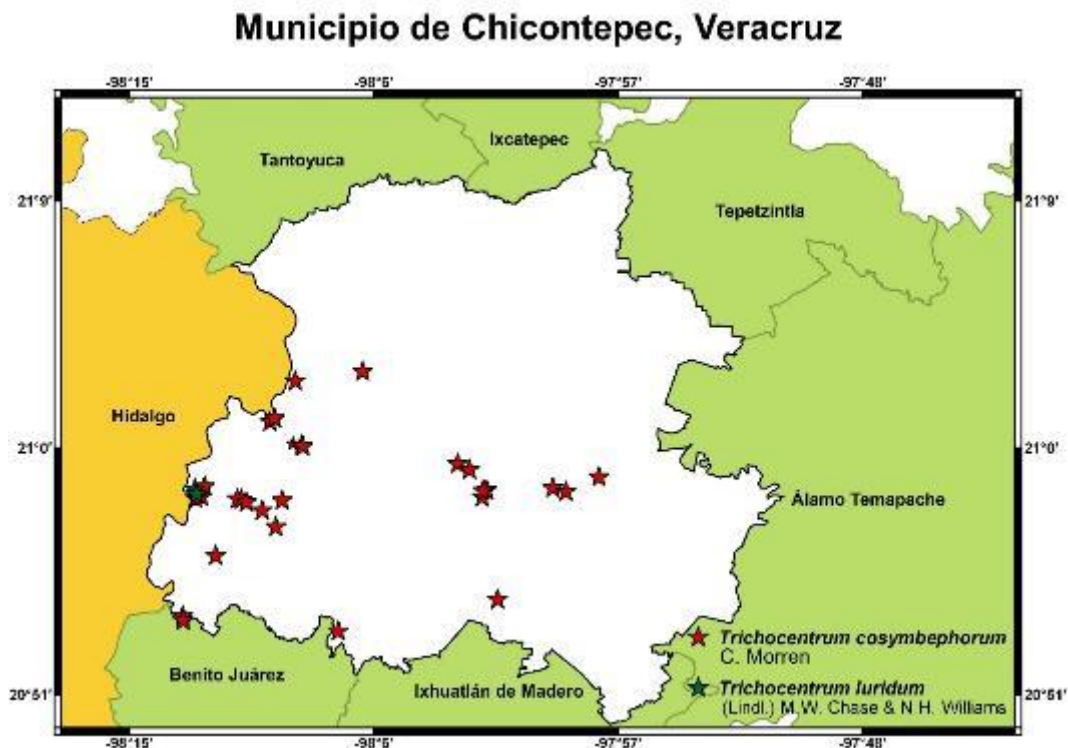 Municipio de Chicontepec, Veracruz
-98°15' -98°5' -97°57' -97°48'
Ixcatepec
Tantoyuca
21°9' 21°9'
Tepetzintla
Hidalgo
21°0' 21°0'
Álamo Temapache
Trichocentrum cosymbephorum
C. Morren
Benito Juárez
Ixhuatlán de Madero
Trichocentrum luridum
20°51' 20°51'
(Lindl.) M.W. Chase & N H. Williams
-98°15' -98°5' -97°57' -97°48'